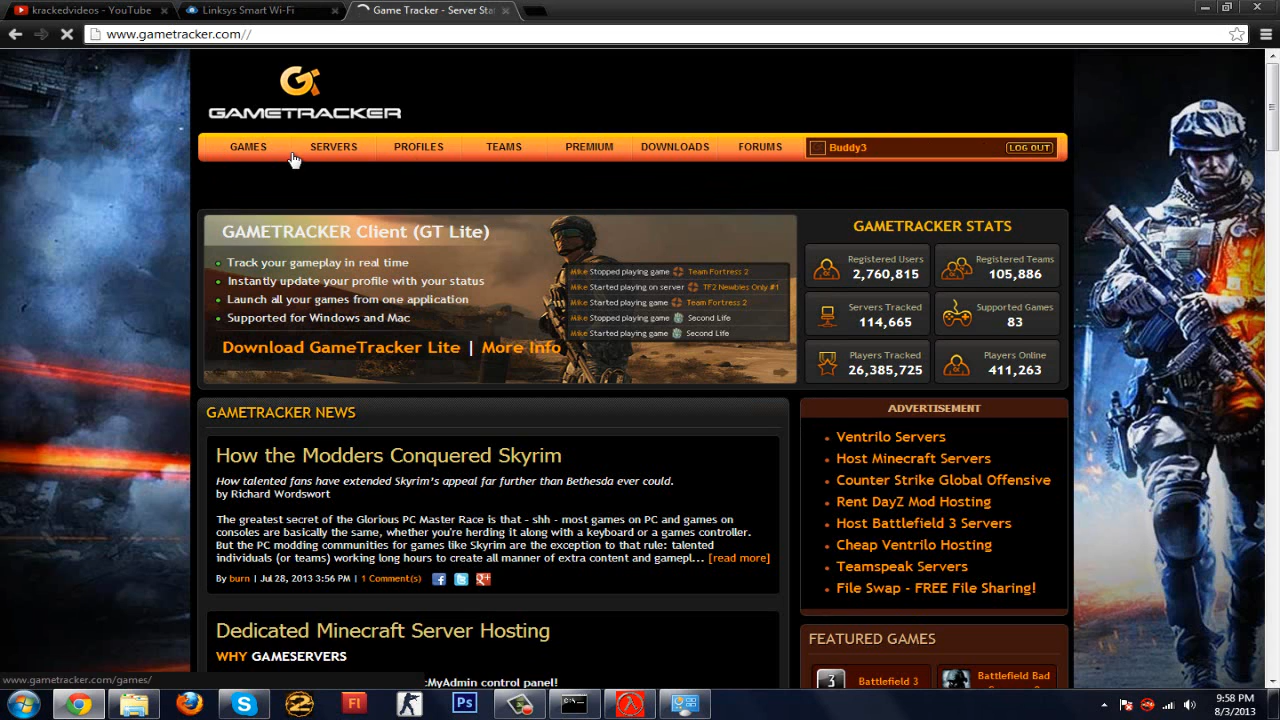 krackedvideos - YouTube
Linksys Smart Wi-Fi
Game Tracker - Server Sta
www.gametracker.com//
GAMETRACKER
GAMES SERVERS PROFILES TEAMS PREMIUM DOWNLOADS FORUMS Buddy3 LOG OUT
GAMETRACKER Client (GT Lite)
Track your gameplay in real time
Instantly update your profile with your status
Launch all your games from one application
Supported for Windows and Mac
Download GameTracker Lite | More Info
Mike Stopped playing game Team Fortress 2
Mike Started playing on server TF2 Newbies Only #1
Mike Started playing game Team Fortress 2
Mike Stopped playing game Second Life
Mike Started playing game Second Life
GAMETRACKER STATS
Registered Users
2,760,815
Registered Teams
105,886
Servers Tracked
114,665
Supported Games
83
Players Tracked
26,385,725
Players Online
411,263
GAMETRACKER NEWS
How the Modders Conquered Skyrim
How talented fans have extended Skyrim's appeal far further than Bethesda ever could.
by Richard Wordswort
The greatest secret of the Glorious PC Master Race is that - shh - most games on PC and games on
consoles are basically the same, whether you're herding it along with a keyboard or a games controller.
But the PC modding communities for games like Skyrim are the exception to that rule: talented
individuals (or teams) working long hours to create all manner of extra content and gamepl... [read more]
By burn | Jul 28, 2013 3:56 PM | 1 Comment(s)
Dedicated Minecraft Server Hosting
WHY GAMESERVERS
:McMyAdmin control panel!
ADVERTISEMENT
Ventrilo Servers
Host Minecraft Servers
Counter Strike Global Offensive
Rent DayZ Mod Hosting
Host Battlefield 3 Servers
Cheap Ventrilo Hosting
Teamspeak Servers
File Swap - FREE File Sharing!
FEATURED GAMES
3 Battlefield 3
Battlefield Bad
www.gametracker.com/games/
Fl
Ps
9:58 PM
8/3/2013